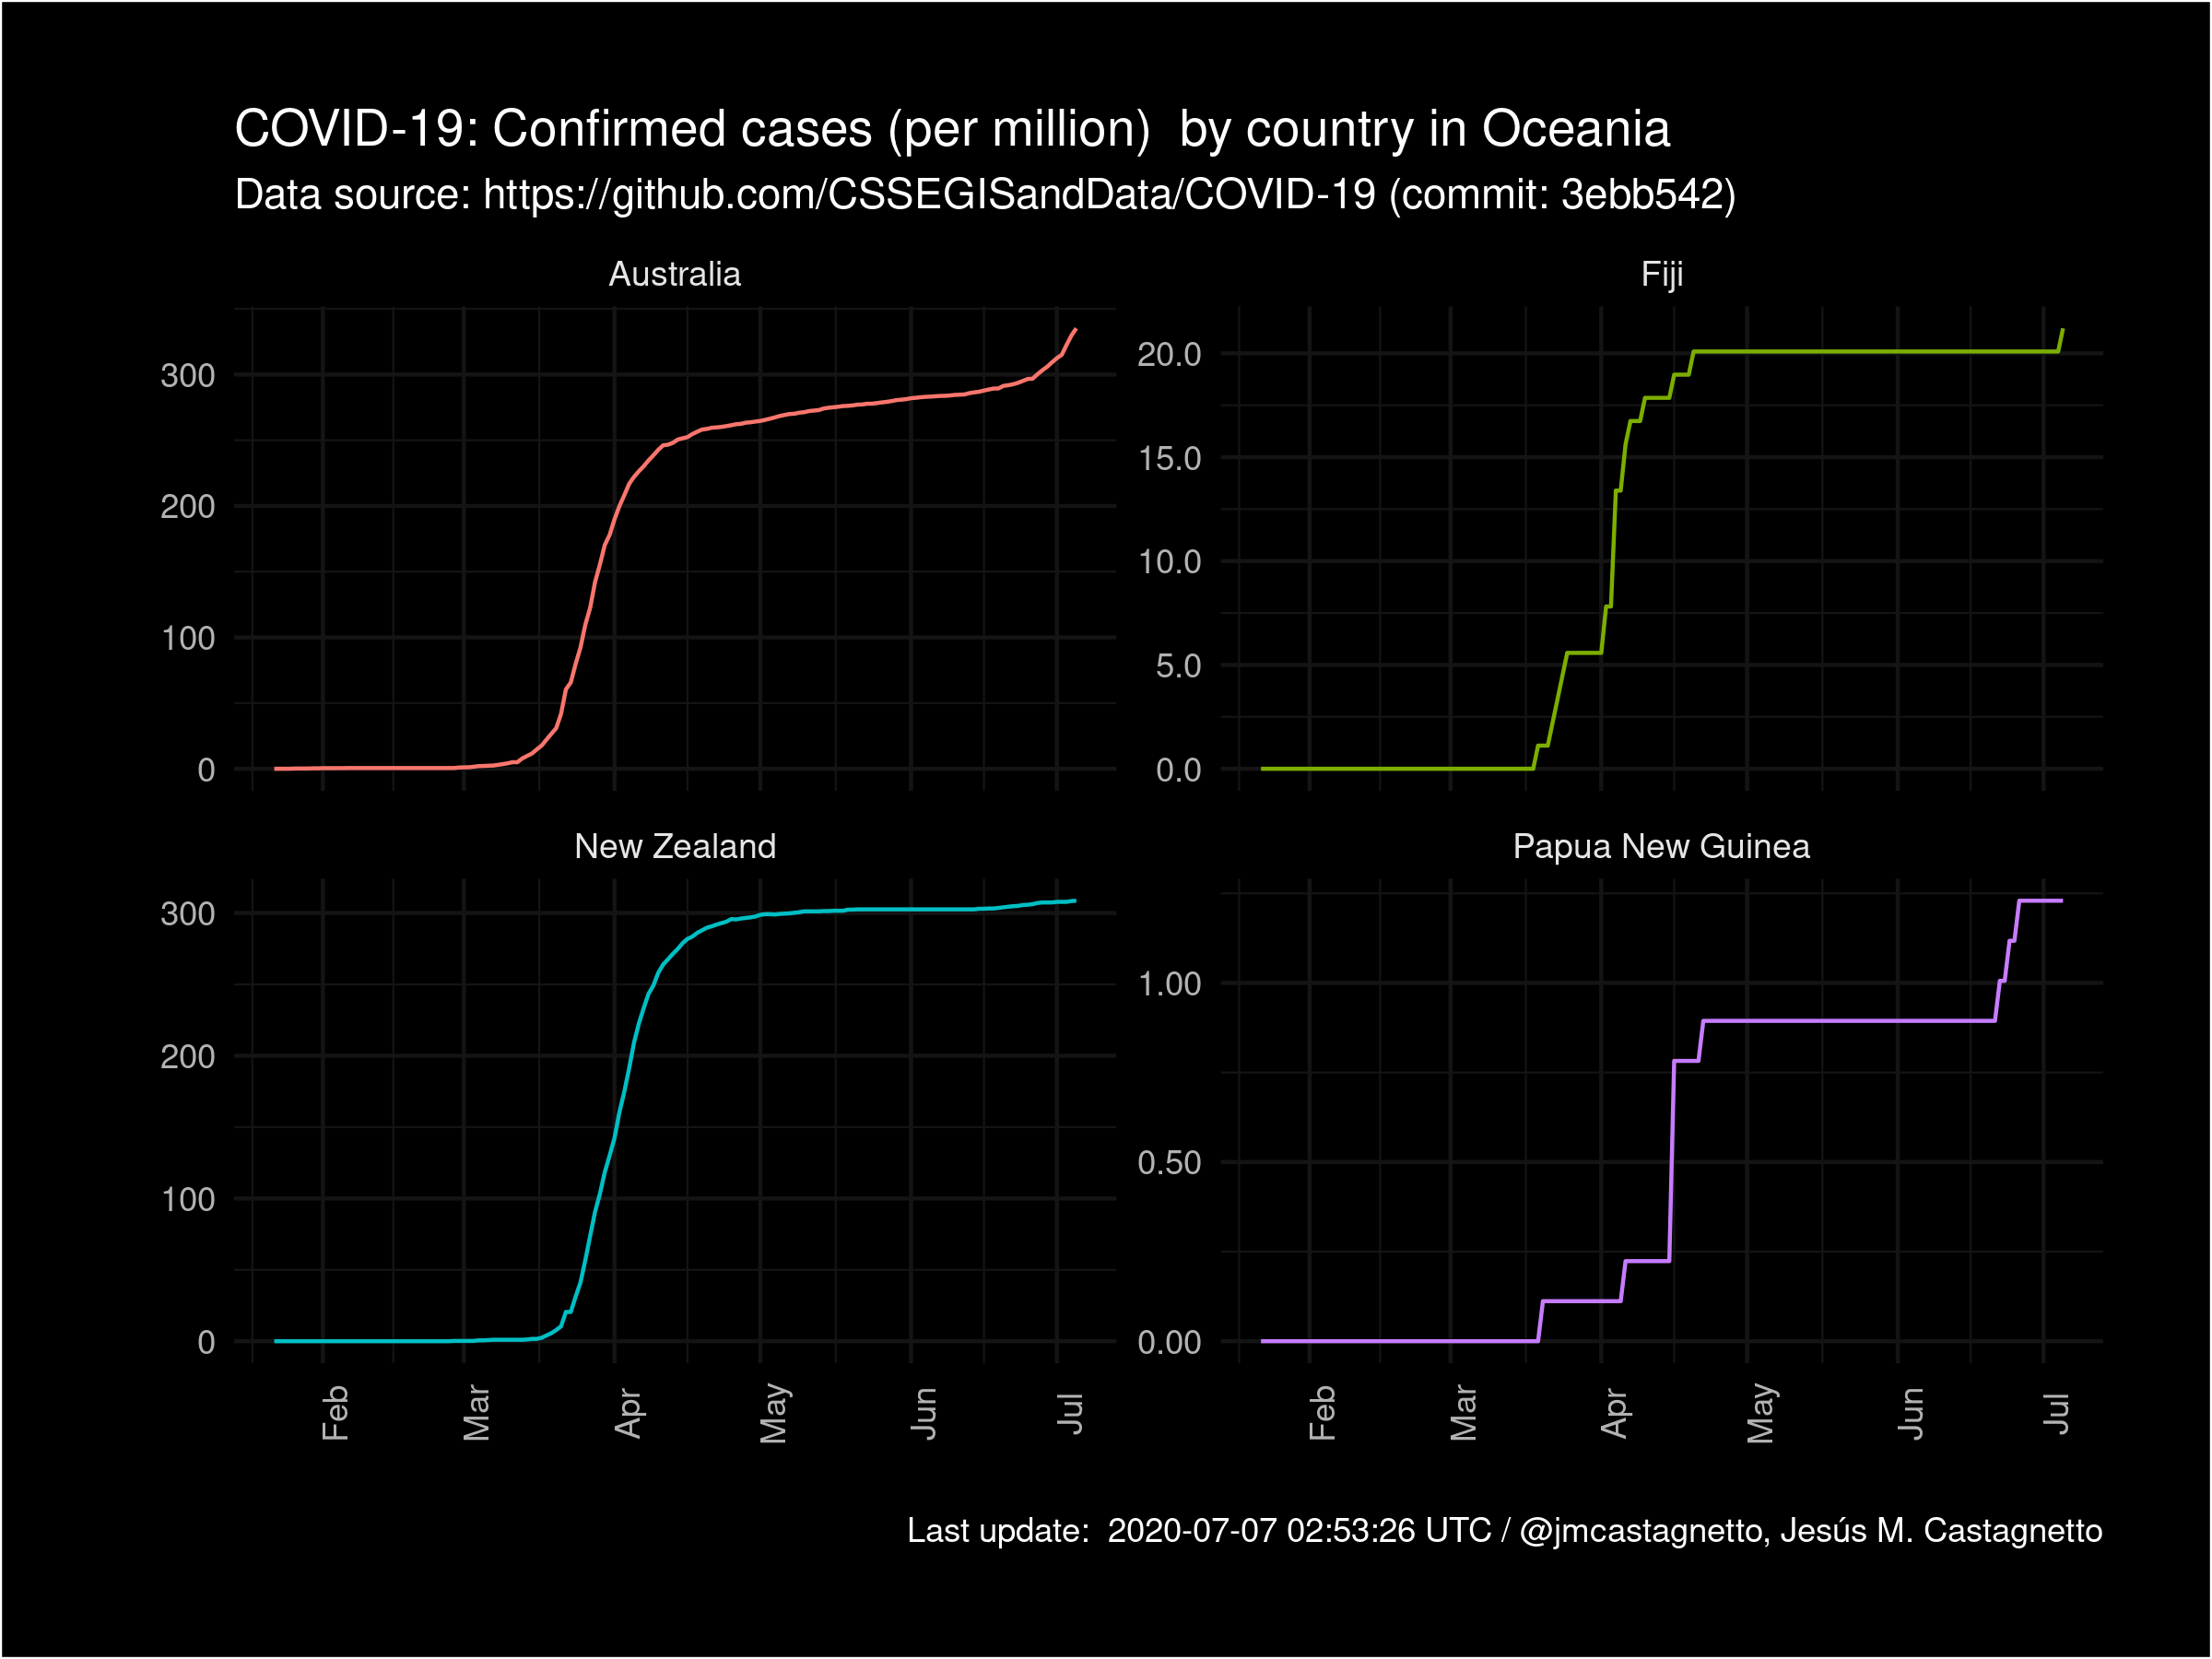 COVID-19: Confirmed cases (per million)  by country in Oceania
Data source: https://github.com/CSSEGISandData/COVID-19 (commit: 3ebb542)
Australia
300
200
100
0
Fiji
20.0
15.0
10.0
5.0
0.0
New Zealand
300
200
100
0
Feb
Mar
Apr
May
Jun
Jul
Papua New Guinea
1.00
0.50
0.00
Feb
Mar
Apr
May
Jun
Jul
Last update:  2020-07-07 02:53:26 UTC / @jmcastagnetto, Jesús M. Castagnetto